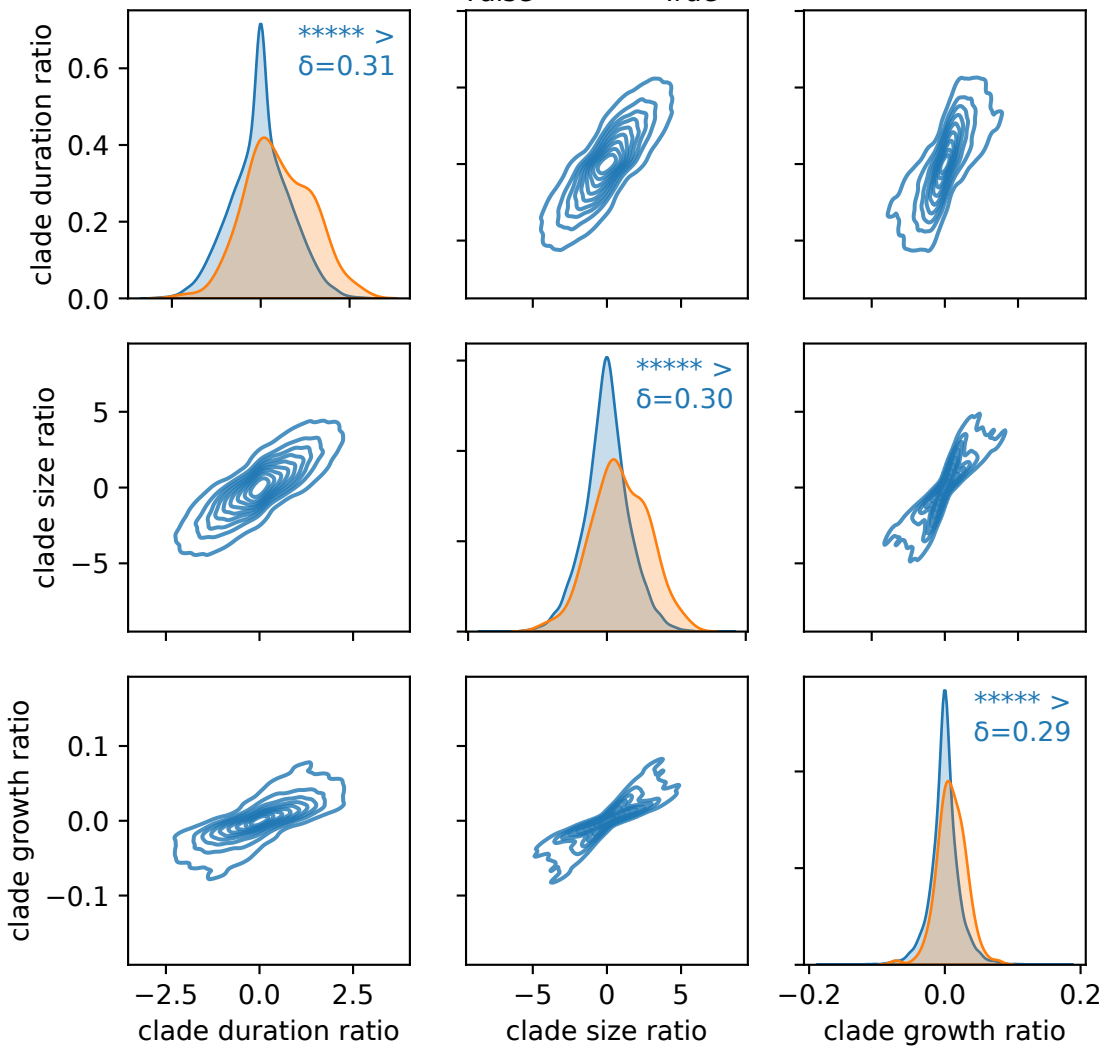 ***** >
δ=0.31
clade duration ratio
0.6
0.4
0.2
0.0
***** >
δ=0.30
clade size ratio
5
0
−5
***** >
δ=0.29
clade growth ratio
0.1
0.0
−0.1
−2.5 0.0 2.5
−5 0 5
−0.2 0.0 0.2
clade duration ratio
clade size ratio
clade growth ratio